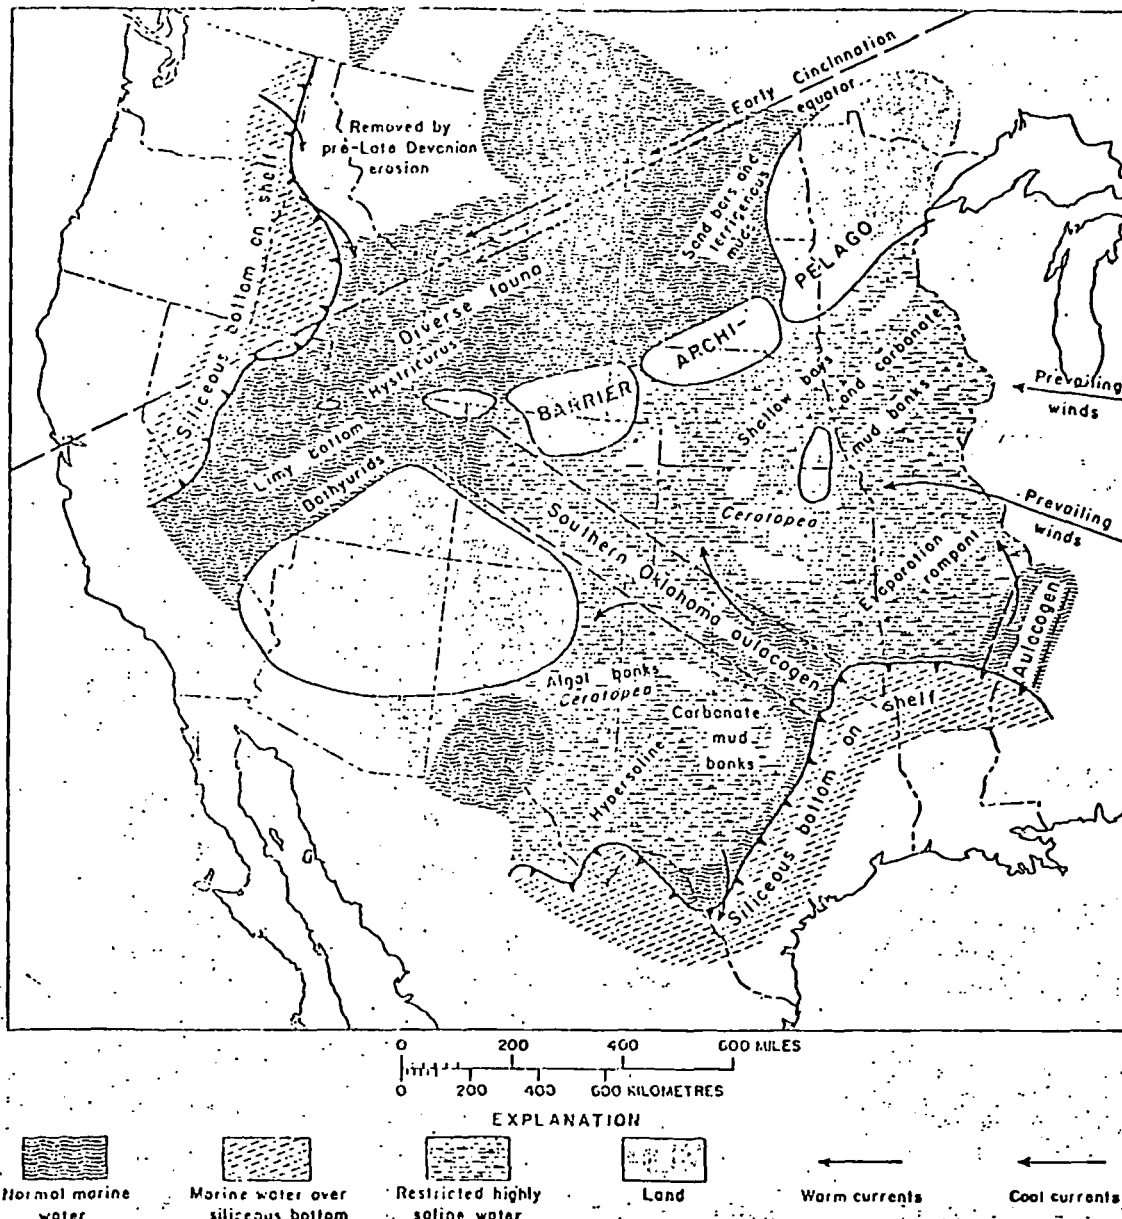 Early Cincinnation
equator
Removed by
pre-Late Devonian
erosion
Siliceous bottom on shelf
Sand bars and
terrigenous
muds
PELAGO
ARCHI-
BARRIER
Diverse fauna
Hystricurus
Limy bottom
Bathyurids
Shallow bars
and carbonate
mud banks
Prevailing
winds
Ceratopea
Prevailing
winds
Evaporation
rampant
Southern Oklahoma aulacogen
Aulacogen
Algal banks
Ceratopea
Carbonate
mud
banks
Hypersaline
Siliceous bottom on shelf
0 200 400 600 MILES
0 200 400 600 KILOMETRES
EXPLANATION
Normal marine
water
Marine water over
siliceous bottom
Restricted highly
saline water
Land
Warm currents
Cool currents